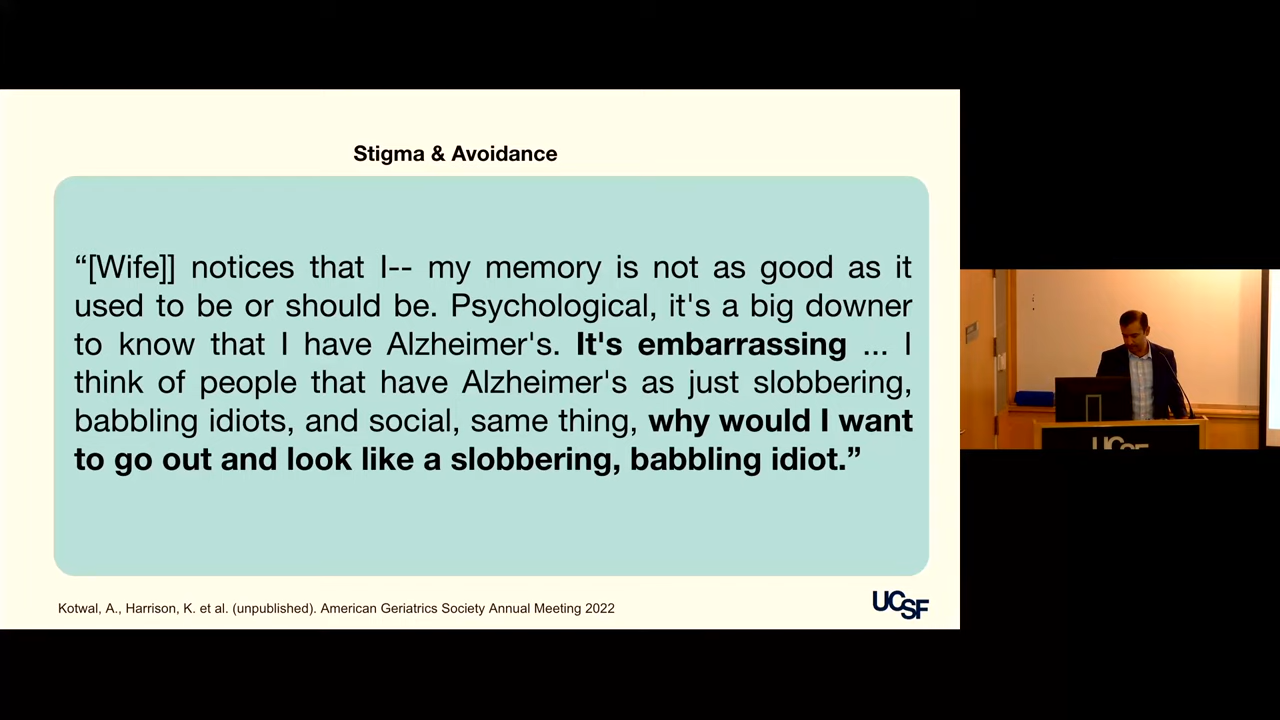 Stigma & Avoidance
“[Wife]] notices that I-- my memory is not as good as it
used to be or should be. Psychological, it's a big downer
to know that I have Alzheimer's. It's embarrassing ... I
think of people that have Alzheimer's as just slobbering,
babbling idiots, and social, same thing, why would I want
to go out and look like a slobbering, babbling idiot.”
Kotwal, A., Harrison, K. et al. (unpublished). American Geriatrics Society Annual Meeting 2022
UCSF
UCSF